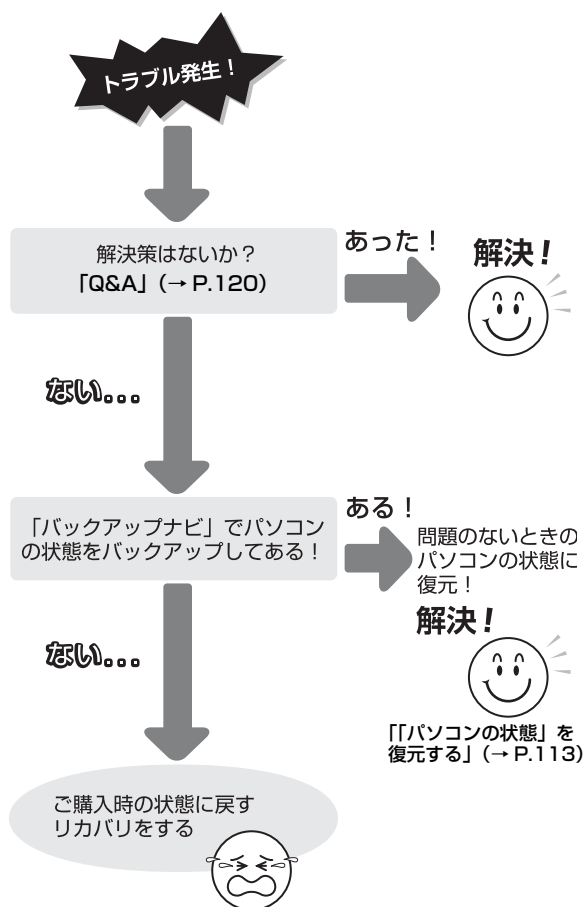 トラブル発生！
解決策はないか？
「Q&A」（→ P.120）
あった！
解決！
ない...
「バックアップナビ」でパソコン
の状態をバックアップしてある！
ある！
問題のないときの
パソコンの状態に
復元！
解決！
「「パソコンの状態」を
復元する」（→ P.113）
ない...
ご購入時の状態に戻す
リカバリをする